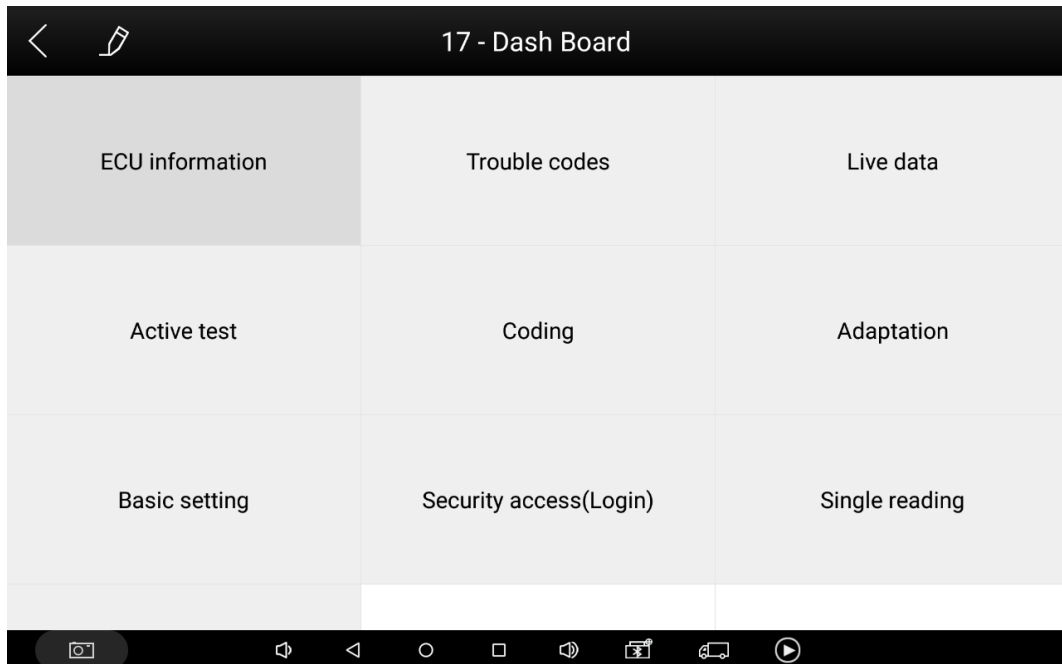 17 - Dash Board
ECU information
Trouble codes
Live data
Active test
Coding
Adaptation
Basic setting
Security access(Login)
Single reading